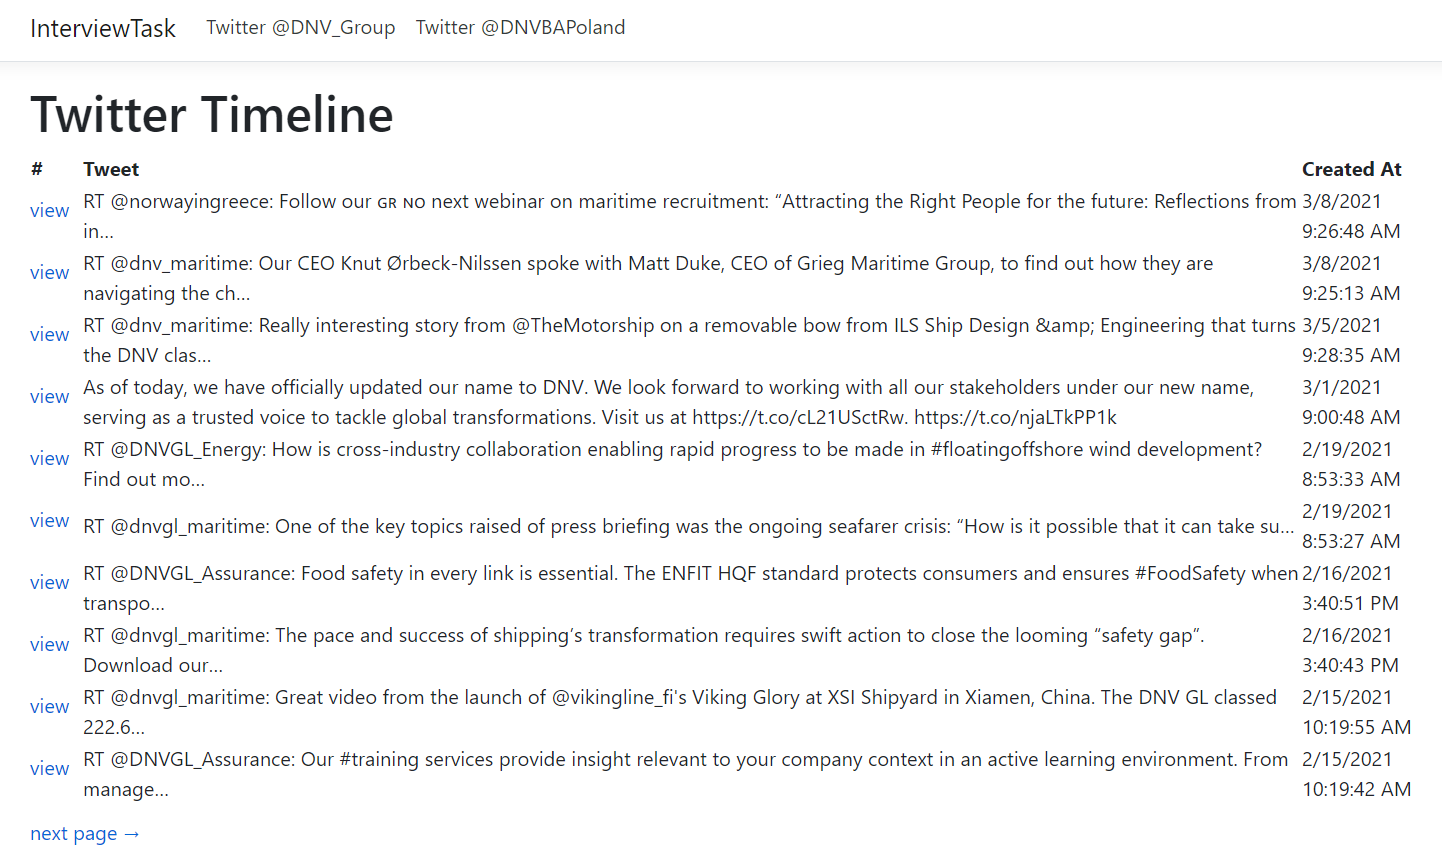 InterviewTask Twitter @DNV_Group Twitter @DNVBAPoland
Twitter Timeline
# Tweet Created At
view RT @norwayingreece: Follow our ɢʀ ɴᴏ next webinar on maritime recruitment: “Attracting the Right People for the future: Reflections from 3/8/2021
in… 9:26:48 AM
view RT @dnv_maritime: Our CEO Knut Ørbeck-Nilssen spoke with Matt Duke, CEO of Grieg Maritime Group, to find out how they are 3/8/2021
navigating the ch… 9:25:13 AM
view RT @dnv_maritime: Really interesting story from @TheMotorship on a removable bow from ILS Ship Design &amp; Engineering that turns 3/5/2021
the DNV clas… 9:28:35 AM
view As of today, we have officially updated our name to DNV. We look forward to working with all our stakeholders under our new name, 3/1/2021
serving as a trusted voice to tackle global transformations. Visit us at https://t.co/cL21USctRw. https://t.co/njaLTkPP1k 9:00:48 AM
view RT @DNVGL_Energy: How is cross-industry collaboration enabling rapid progress to be made in #floatingoffshore wind development? 2/19/2021
Find out mo… 8:53:33 AM
view RT @dnvgl_maritime: One of the key topics raised of press briefing was the ongoing seafarer crisis: “How is it possible that it can take su… 2/19/2021
8:53:27 AM
view RT @DNVGL_Assurance: Food safety in every link is essential. The ENFIT HQF standard protects consumers and ensures #FoodSafety when 2/16/2021
transpo… 3:40:51 PM
view RT @dnvgl_maritime: The pace and success of shipping’s transformation requires swift action to close the looming “safety gap”. 2/16/2021
Download our… 3:40:43 PM
view RT @dnvgl_maritime: Great video from the launch of @vikingline_fi's Viking Glory at XSI Shipyard in Xiamen, China. The DNV GL classed 2/15/2021
222.6… 10:19:55 AM
view RT @DNVGL_Assurance: Our #training services provide insight relevant to your company context in an active learning environment. From 2/15/2021
manage… 10:19:42 AM
next page →